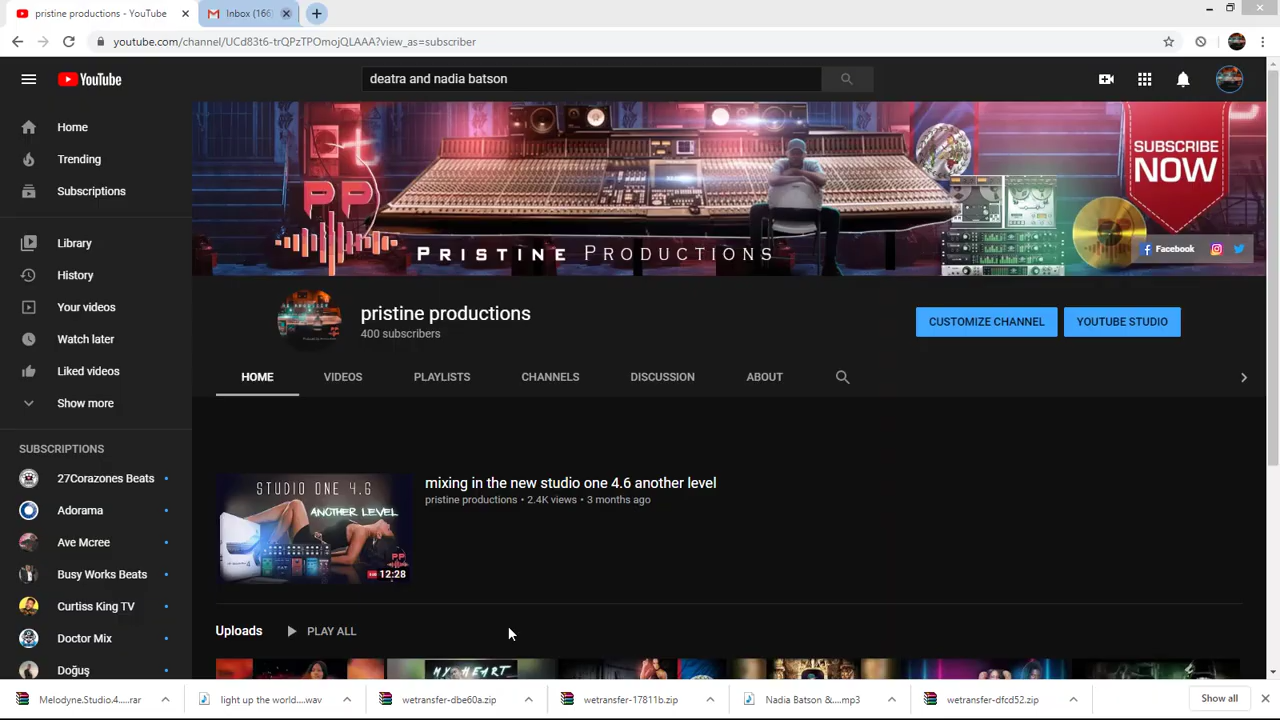 pristine productions - YouTube
Inbox (166)
youtube.com/channel/UCd83t6-trQPzTPOmojQLAAA?view_as=subscriber
YouTube
deatra and nadia batson
Home
Trending
Subscriptions
Library
History
Your videos
Watch later
Liked videos
Show more
SUBSCRIPTIONS
27Corazones Beats
Adorama
Ave Mcree
Busy Works Beats
Curtiss King TV
Doctor Mix
Doğuş
SUBSCRIBE
NOW
PP
PRISTINE PRODUCTIONS
Facebook
pristine productions
400 subscribers
CUSTOMIZE CHANNEL
YOUTUBE STUDIO
HOME
VIDEOS
PLAYLISTS
CHANNELS
DISCUSSION
ABOUT
STUDIO ONE 4.6
ANOTHER LEVEL
PP
12:28
mixing in the new studio one 4.6 another level
pristine productions • 2.4K views • 3 months ago
Uploads
PLAY ALL
MY HEART
Melodyne.Studio.4.....rar
light up the world....wav
wetransfer-dbe60a.zip
wetransfer-17811b.zip
Nadia Batson &....mp3
wetransfer-dfcd52.zip
Show all